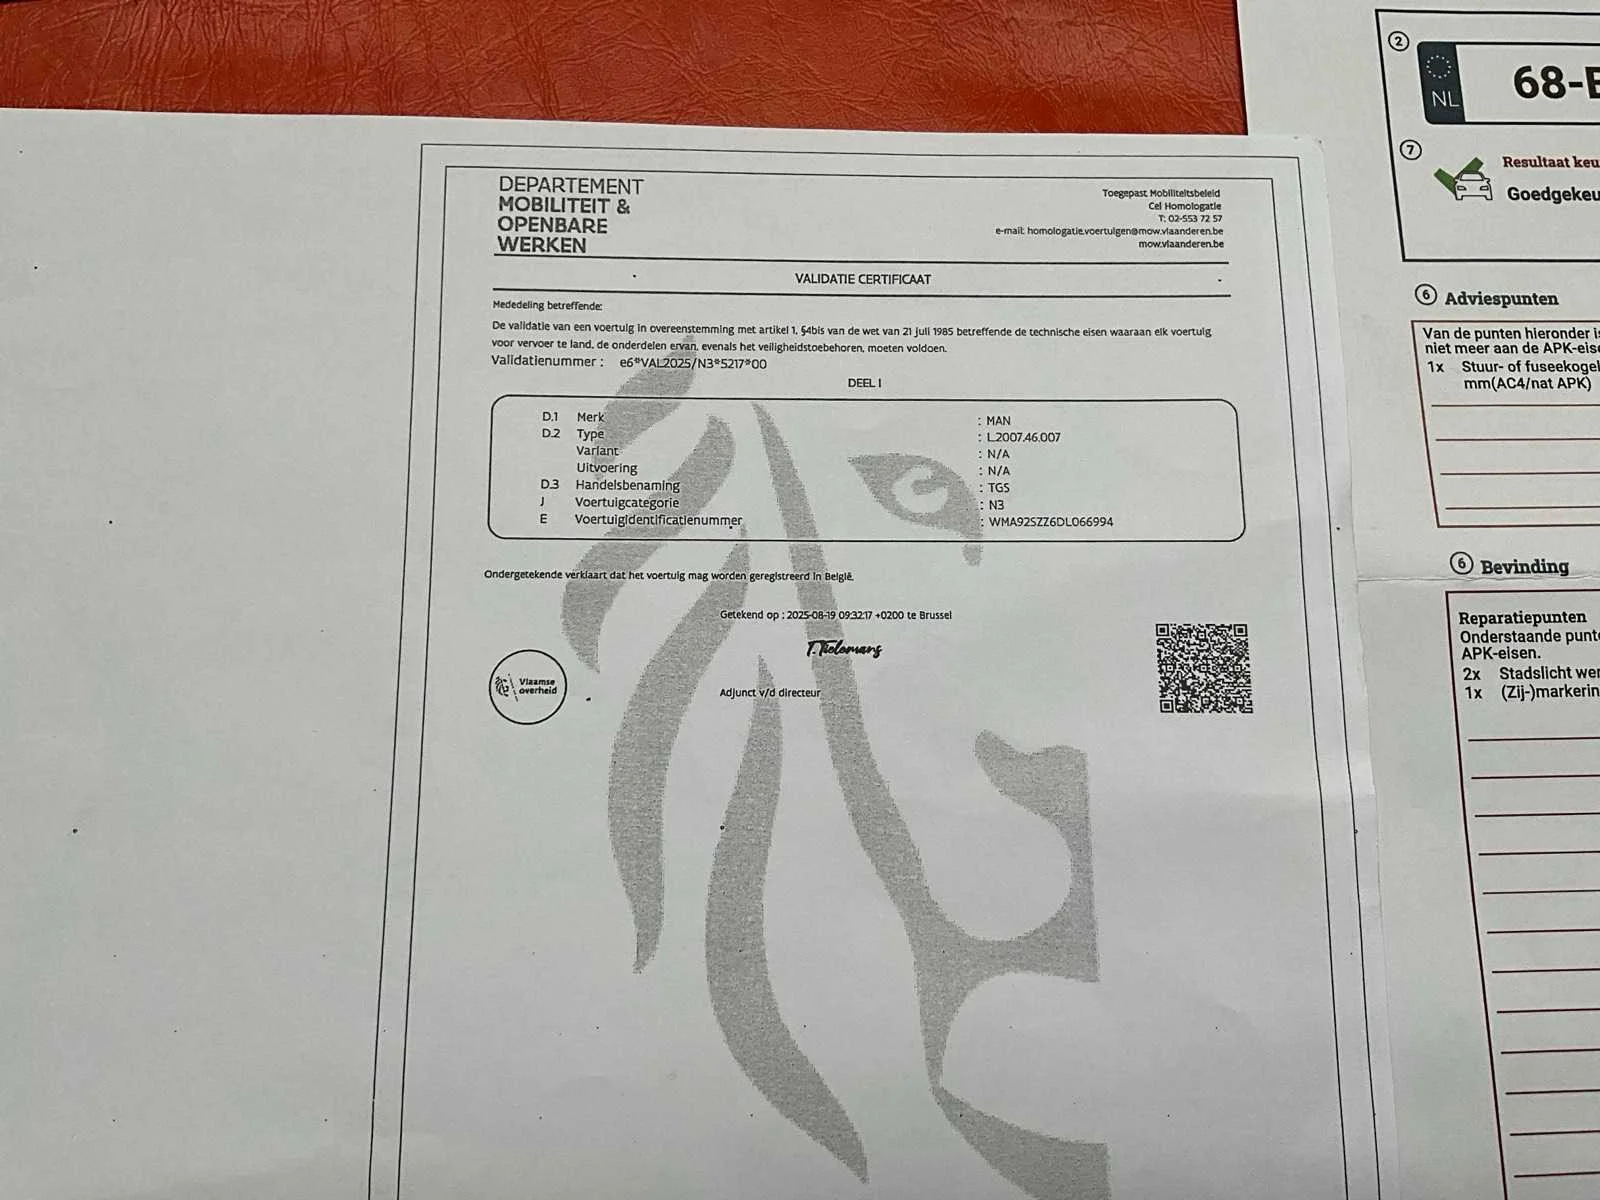 DEPARTEMENT
MOBILITEIT &
OPENBARE
WERKEN
Toegepast Mobiliteitsbeleid
Cel Homologatie
T: 02-553 72 57
e-mail: homologatie.voertuigen@mow.vlaanderen.be
mow.vlaanderen.be
VALIDATIE CERTIFICAAT
Mededeling betreffende:
De validatie van een voertuig in overeenstemming met artikel 1, §4bis van de wet van 21 juli 1985 betreffende de technische eisen waaraan elk voertuig
voor vervoer te land, de onderdelen ervan, evenals het veiligheidstoebehoren, moeten voldoen.
Validatienummer : e6*VAL2025/N3*5217*00
DEEL I
D.1 Merk : MAN
D.2 Type : L.2007.46.007
Variant : N/A
Uitvoering : N/A
D.3 Handelsbenaming : TGS
J Voertuigcategorie : N3
E Voertuigidentificatienummer : WMA92SZZ6DL066994
Ondergetekende verklaart dat het voertuig mag worden geregistreerd in België.
Getekend op : 2025-08-19 09:32:17 +0200 te Brussel
T.Tielemans
Adjunct v/d directeur
Vlaamse
overheid
2
NL
68-
7
Resultaat keu
Goedgekeu
6 Adviespunten
Van de punten hieronder
niet meer aan de APK-eise
1x Stuur- of fuseekogel
mm(AC4/nat APK)
6 Bevinding
Reparatiepunten
Onderstaande punte
APK-eisen.
2x Stadslicht wer
1x (Zij-)markerin